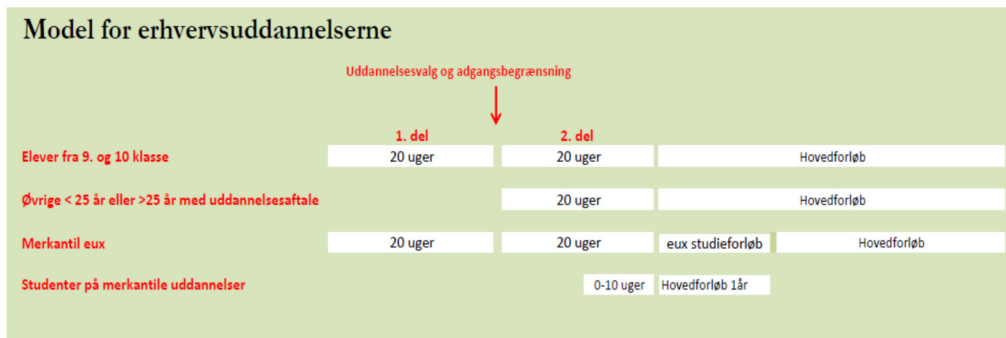 Model for erhvervsuddannelserne
Uddannelsesvalg og adgangsbegrænsning
1. del 2. del
Elever fra 9. og 10 klasse 20 uger 20 uger Hovedforløb
Øvrige < 25 år eller >25 år med uddannelsesaftale 20 uger Hovedforløb
Merkantil eux 20 uger 20 uger eux studieforløb Hovedforløb
Studenter på merkantile uddannelser 0-10 uger Hovedforløb 1år